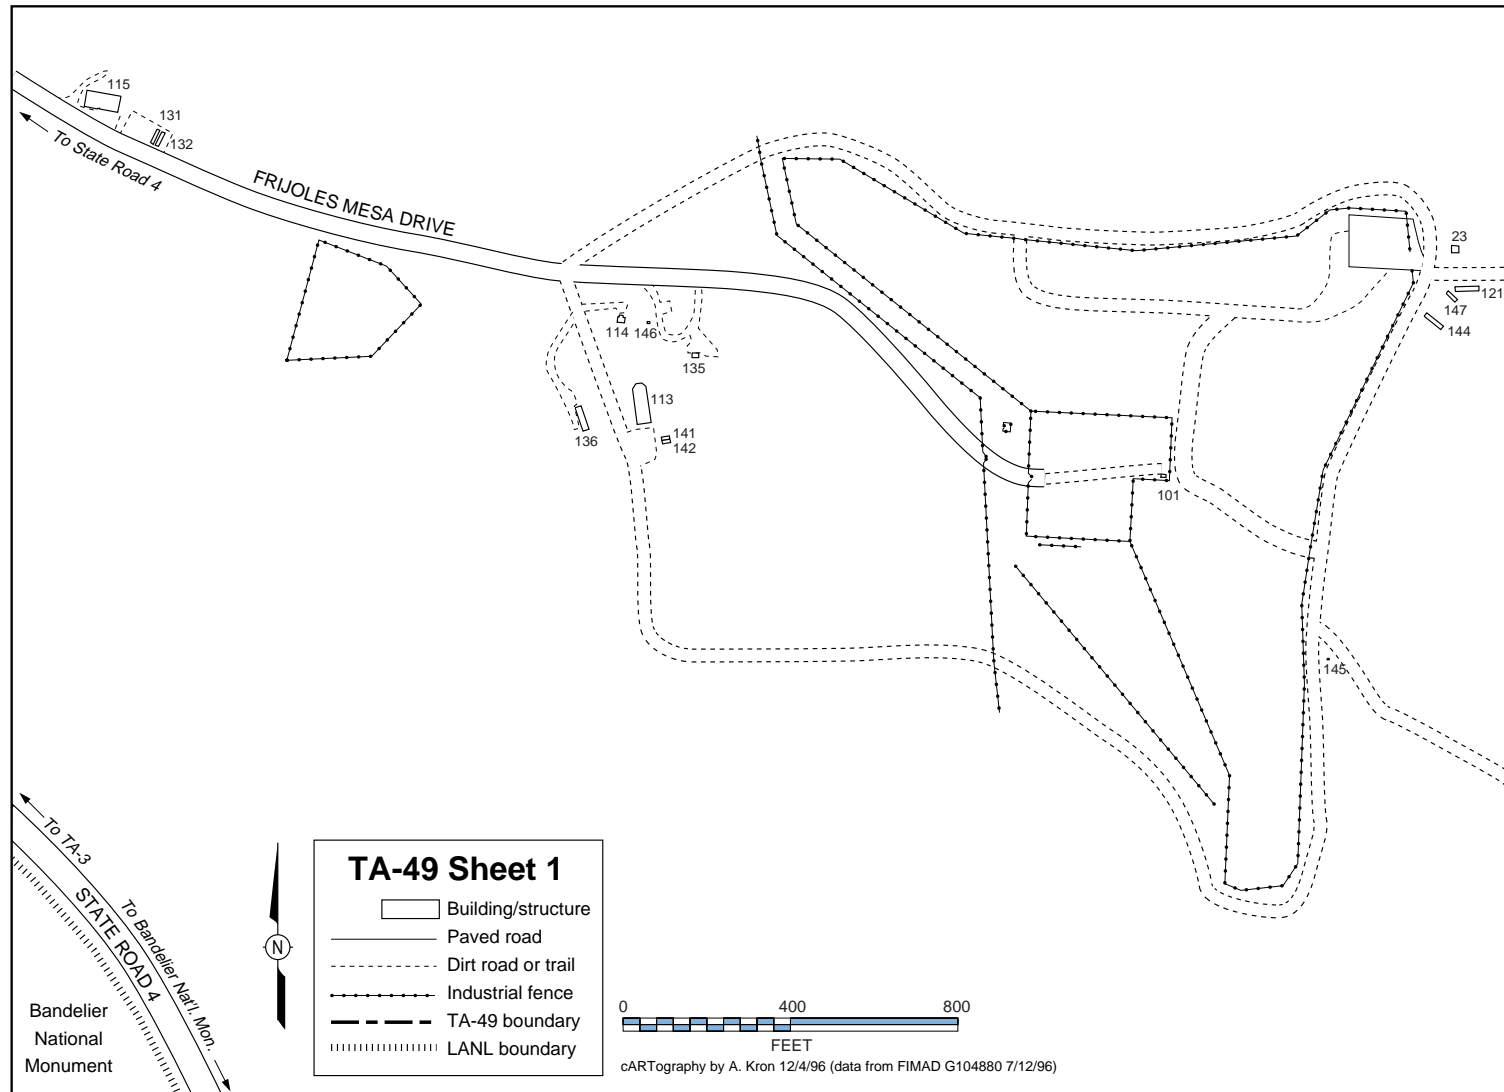 115
131
132
To State Road 4
FRIJOLES MESA DRIVE
23
121
147
144
114
146
135
113
136
141
142
101
145
To TA-3
STATE ROAD 4
To Bandelier Nat'l. Mon.
Bandelier
National
Monument
N
TA-49 Sheet 1
Building/structure
Paved road
Dirt road or trail
Industrial fence
TA-49 boundary
LANL boundary
0 400 800
FEET
cARTography by A. Kron 12/4/96 (data from FIMAD G104880 7/12/96)